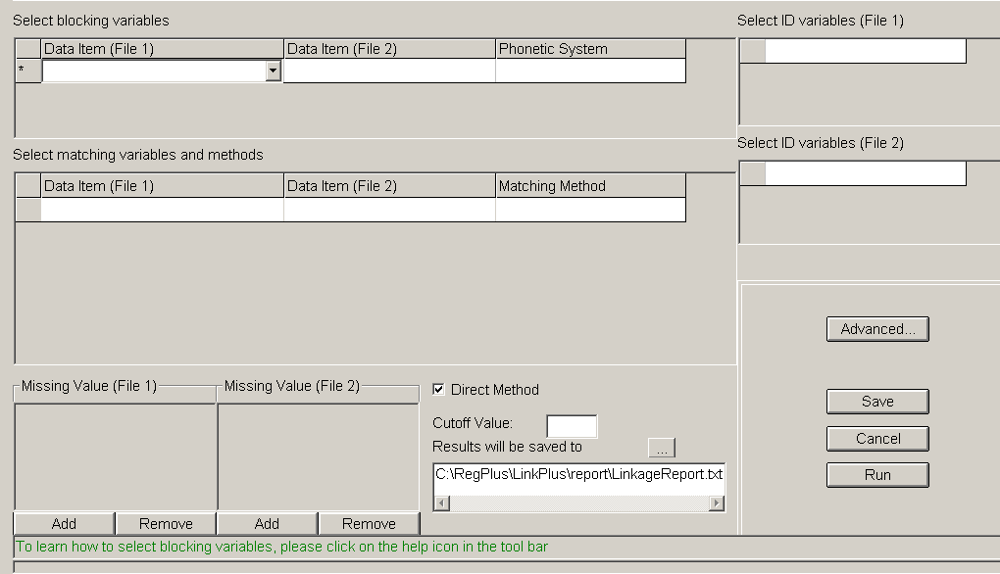 Select blocking variables
Data Item (File 1) Data Item (File 2) Phonetic System
*
Select ID variables (File 1)
Select matching variables and methods
Data Item (File 1) Data Item (File 2) Matching Method
Select ID variables (File 2)
Missing Value (File 1) Missing Value (File 2)
Add Remove Add Remove
Direct Method
Cutoff Value:
Results will be saved to ...
C:\RegPlus\LinkPlus\report\LinkageReport.txt
Advanced...
Save
Cancel
Run
To learn how to select blocking variables, please click on the help icon in the tool bar